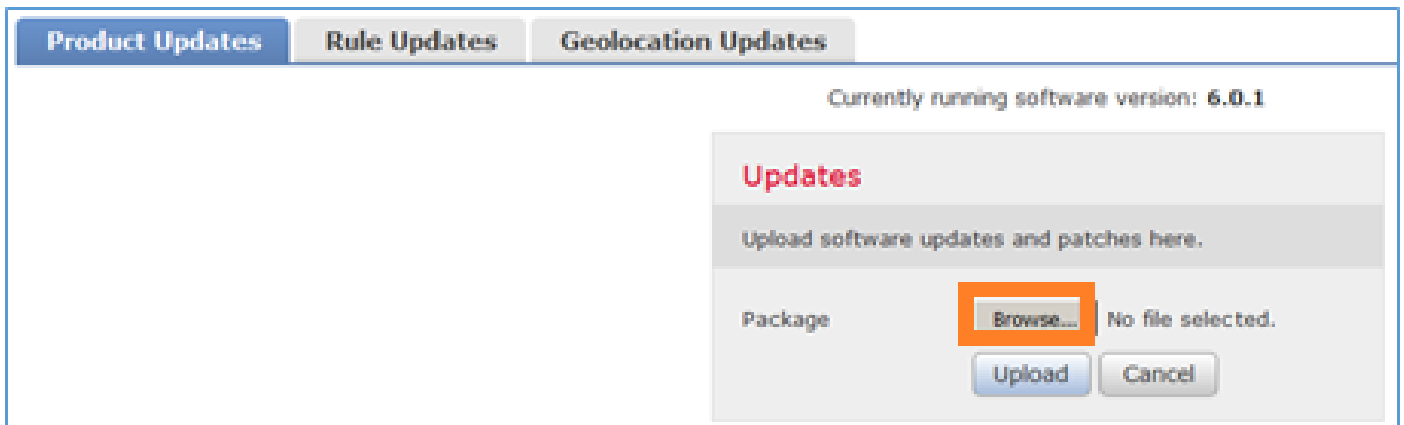 Product Updates Rule Updates Geolocation Updates
Currently running software version: 6.0.1
Updates
Upload software updates and patches here.
Package Browse... No file selected.
Upload Cancel